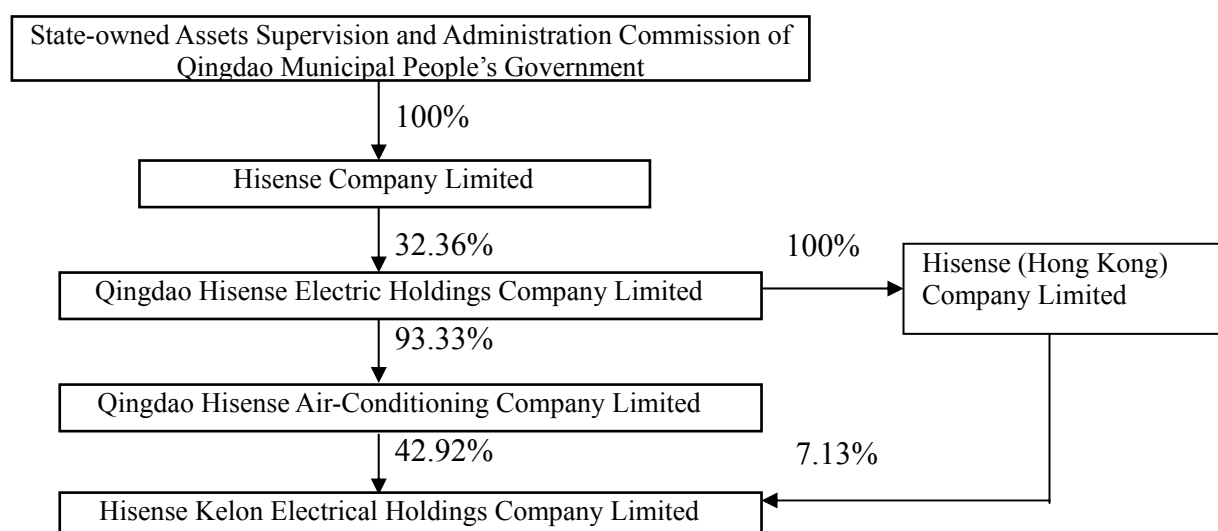 State-owned Assets Supervision and Administration Commission of
Qingdao Municipal People’s Government
100%
Hisense Company Limited
32.36%
100%
Hisense (Hong Kong)
Company Limited
Qingdao Hisense Electric Holdings Company Limited
93.33%
Qingdao Hisense Air-Conditioning Company Limited
42.92%
7.13%
Hisense Kelon Electrical Holdings Company Limited